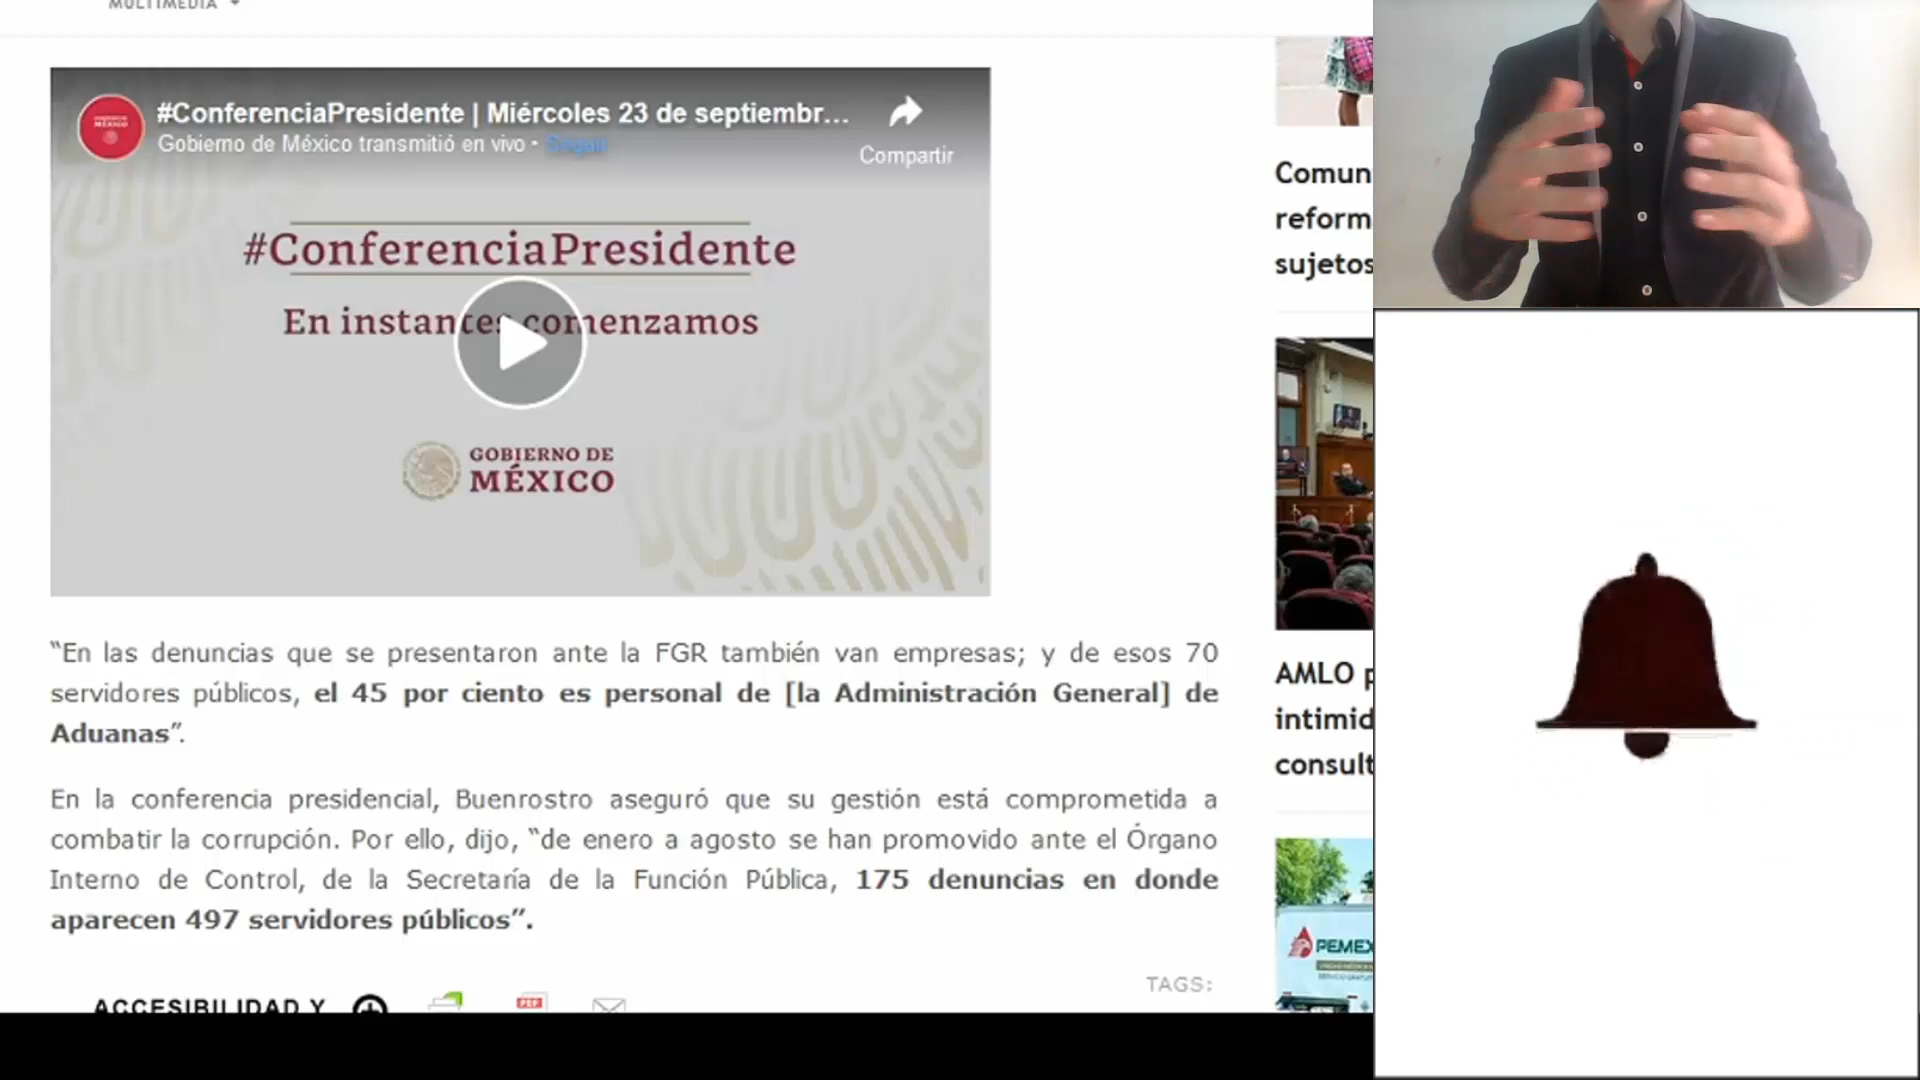 MULTIMEDIA
#ConferenciaPresidente | Miércoles 23 de septiembr...
Gobierno de México transmitió en vivo • Seguir
Compartir
#ConferenciaPresidente
En instantes comenzamos
GOBIERNO DE
MÉXICO
“En las denuncias que se presentaron ante la FGR también van empresas; y de esos 70
servidores públicos, el 45 por ciento es personal de [la Administración General] de
Aduanas”.
En la conferencia presidencial, Buenrostro aseguró que su gestión está comprometida a
combatir la corrupción. Por ello, dijo, “de enero a agosto se han promovido ante el Órgano
Interno de Control, de la Secretaría de la Función Pública, 175 denuncias en donde
aparecen 497 servidores públicos”.
TAGS:
ACCESIBILIDAD Y
PDF
Comun
reform
sujetos
AMLO p
intimid
consult
PEMEX